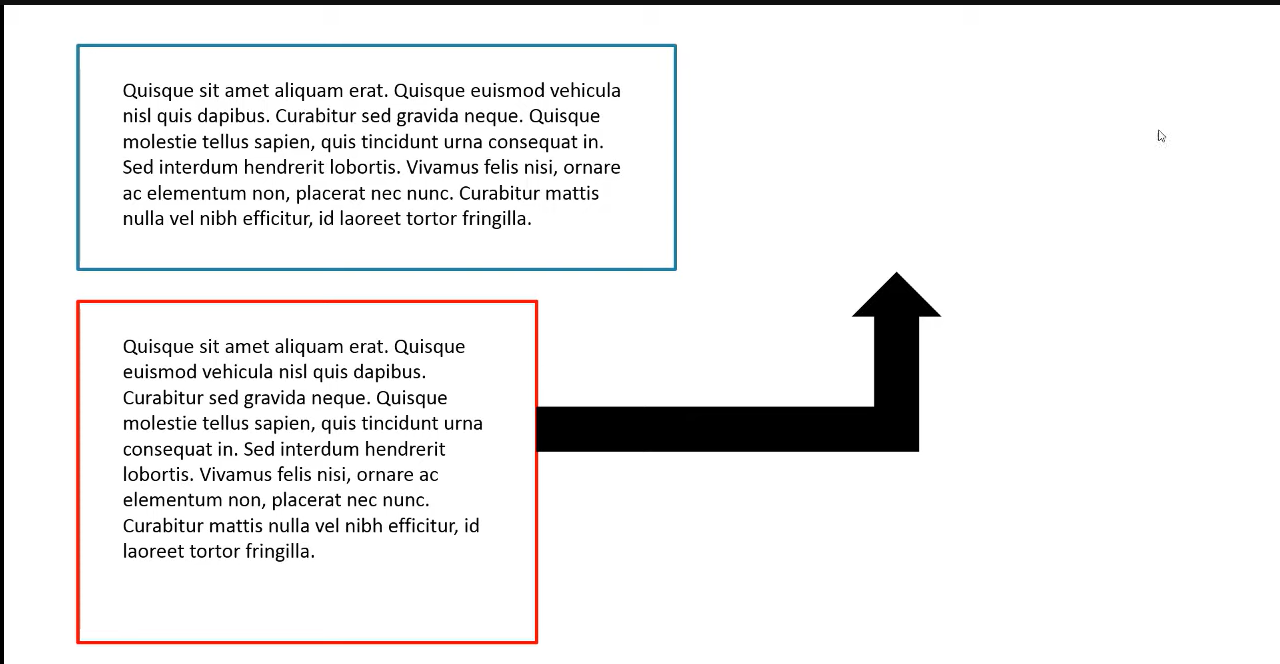 Quisque sit amet aliquam erat. Quisque euismod vehicula
nisl quis dapibus. Curabitur sed gravida neque. Quisque
molestie tellus sapien, quis tincidunt urna consequat in.
Sed interdum hendrerit lobortis. Vivamus felis nisi, ornare
ac elementum non, placerat nec nunc. Curabitur mattis
nulla vel nibh efficitur, id laoreet tortor fringilla.
Quisque sit amet aliquam erat. Quisque
euismod vehicula nisl quis dapibus.
Curabitur sed gravida neque. Quisque
molestie tellus sapien, quis tincidunt urna
consequat in. Sed interdum hendrerit
lobortis. Vivamus felis nisi, ornare ac
elementum non, placerat nec nunc.
Curabitur mattis nulla vel nibh efficitur, id
laoreet tortor fringilla.